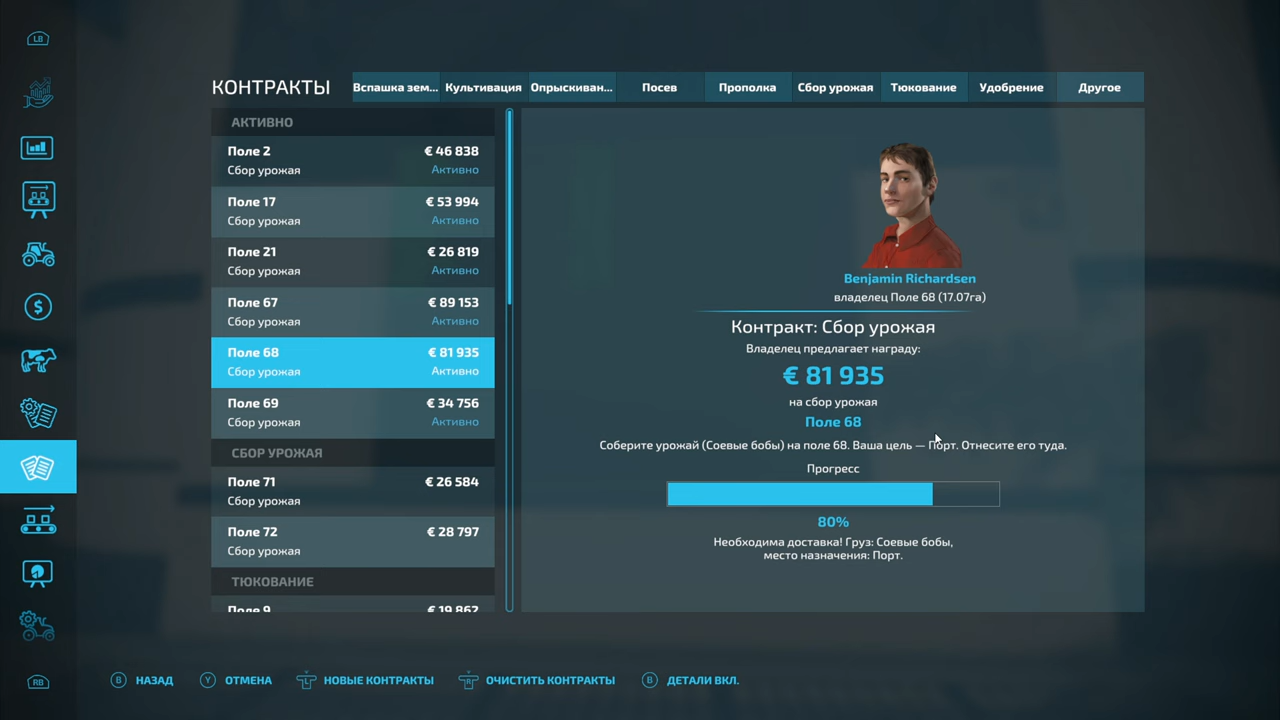 LB
КОНТРАКТЫ
Вспашка зем... Культивация Опрыскиван... Посев Прополка Сбор урожая Тюкование Удобрение Другое
АКТИВНО
Поле 2 € 46 838
Сбор урожая Активно
Поле 17 € 53 994
Сбор урожая Активно
Поле 21 € 26 819
Сбор урожая Активно
Поле 67 € 89 153
Сбор урожая Активно
Поле 68 € 81 935
Сбор урожая Активно
Поле 69 € 34 756
Сбор урожая Активно
СБОР УРОЖАЯ
Поле 71 € 26 584
Сбор урожая
Поле 72 € 28 797
Сбор урожая
ТЮКОВАНИЕ
Поле 9 € 19 862
Benjamin Richardsen
владелец Поле 68 (17.07га)
Контракт: Сбор урожая
Владелец предлагает награду:
€ 81 935
на сбор урожая
Поле 68
Соберите урожай (Соевые бобы) на поле 68. Ваша цель — Порт. Отнесите его туда.
Прогресс
80%
Необходима доставка! Груз: Соевые бобы,
место назначения: Порт.
RB
B НАЗАД Y ОТМЕНА L НОВЫЕ КОНТРАКТЫ R ОЧИСТИТЬ КОНТРАКТЫ B ДЕТАЛИ ВКЛ.